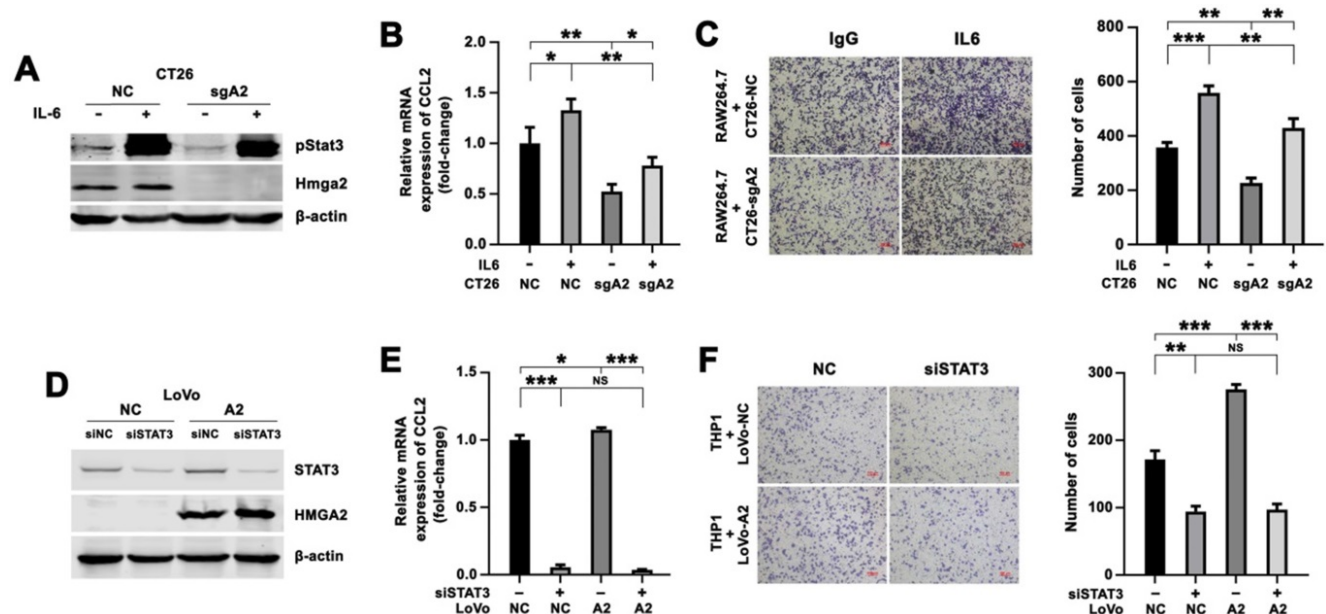 A
CT26
NC sgA2
IL-6 – + – +
pStat3
Hmga2
β-actin
B
** *
* **
Relative mRNA
expression of CCL2
(fold-change)
2.0
1.5
1.0
0.5
0.0
IL6 – + – +
CT26 NC NC sgA2 sgA2
C
IgG IL6
RAW264.7
+
CT26-NC
RAW264.7
+
CT26-sgA2
** **
*** **
Number of cells
800
600
400
200
0
IL6 – + – +
CT26 NC NC sgA2 sgA2
D
LoVo
NC A2
siNC siSTAT3 siNC siSTAT3
STAT3
HMGA2
β-actin
E
* ***
*** NS
Relative mRNA
expression of CCL2
(fold-change)
1.5
1.0
0.5
0.0
siSTAT3 – + – +
LoVo NC NC A2 A2
F
NC siSTAT3
THP1
+
LoVo-NC
THP1
+
LoVo-A2
*** ***
** NS
Number of cells
300
200
100
0
siSTAT3 – + – +
LoVo NC NC A2 A2